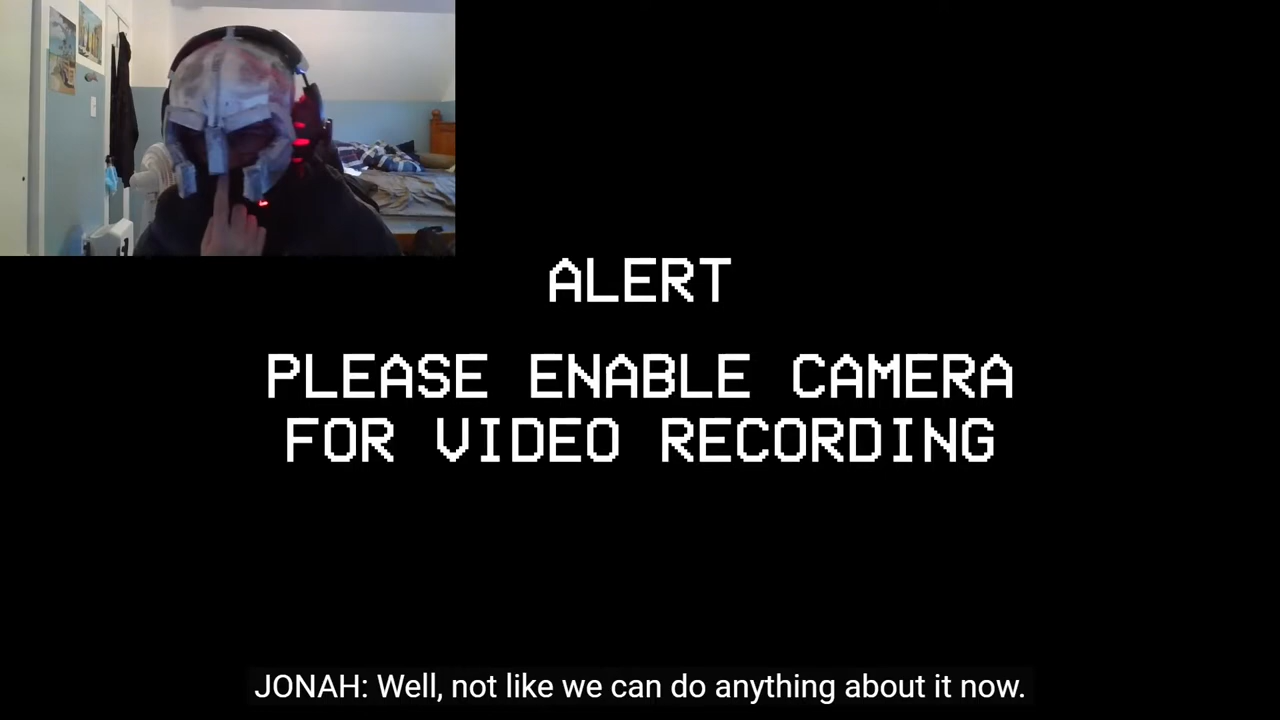 ALERT
PLEASE ENABLE CAMERA
FOR VIDEO RECORDING
JONAH: Well, not like we can do anything about it now.